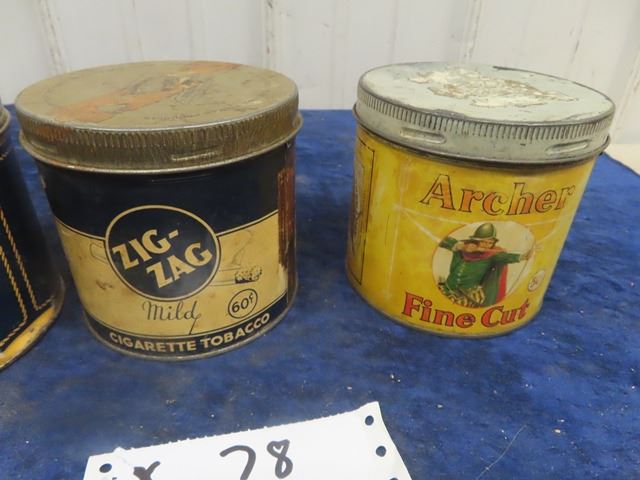 ZIG-
ZAG
Mild
60¢
CIGARETTE TOBACCO
Archer
Fine Cut
x 78